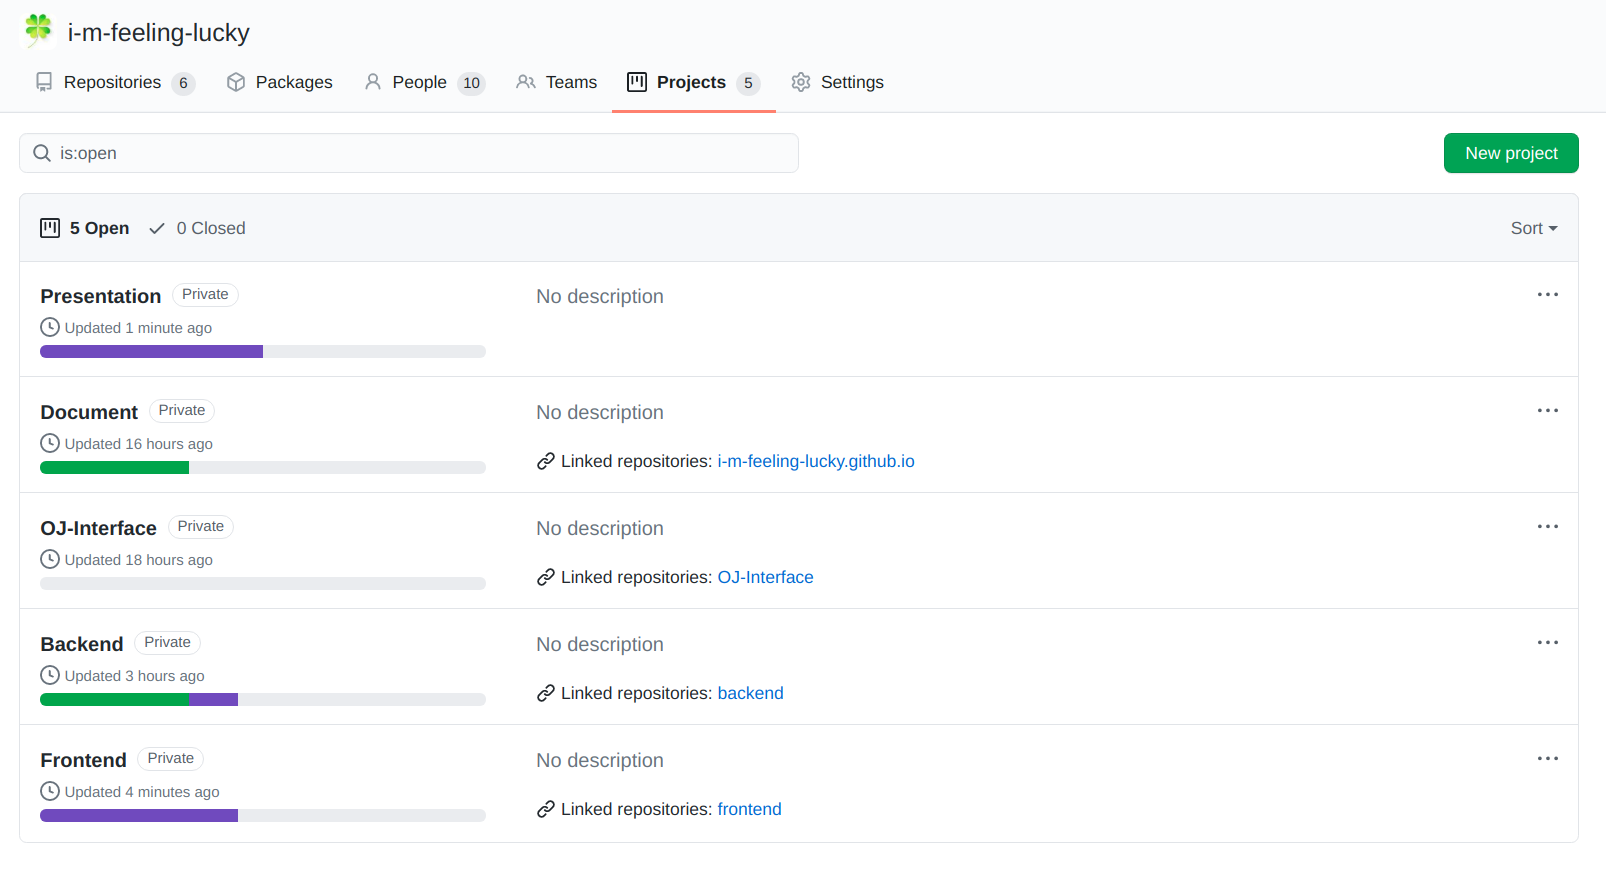 i-m-feeling-lucky
Repositories 6 Packages People 10 Teams Projects 5 Settings
is:open New project
5 Open 0 Closed Sort
Presentation Private No description
Updated 1 minute ago
Document Private No description
Updated 16 hours ago
Linked repositories: i-m-feeling-lucky.github.io
OJ-Interface Private No description
Updated 18 hours ago
Linked repositories: OJ-Interface
Backend Private No description
Updated 3 hours ago
Linked repositories: backend
Frontend Private No description
Updated 4 minutes ago
Linked repositories: frontend